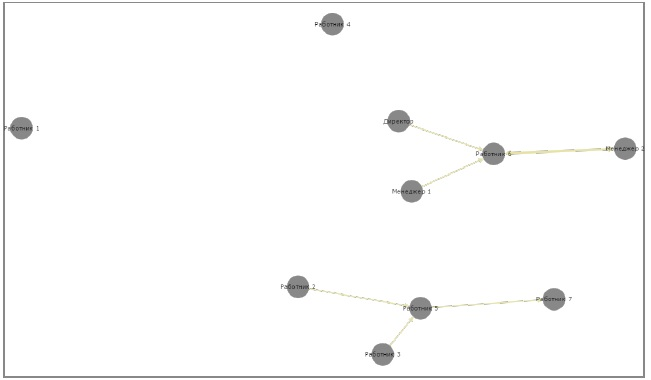 Работник 4
Директор
Работник 1
Менеджер 2
Работник 6
Менеджер 1
Работник 2
Работник 7
Работник 5
Работник 3